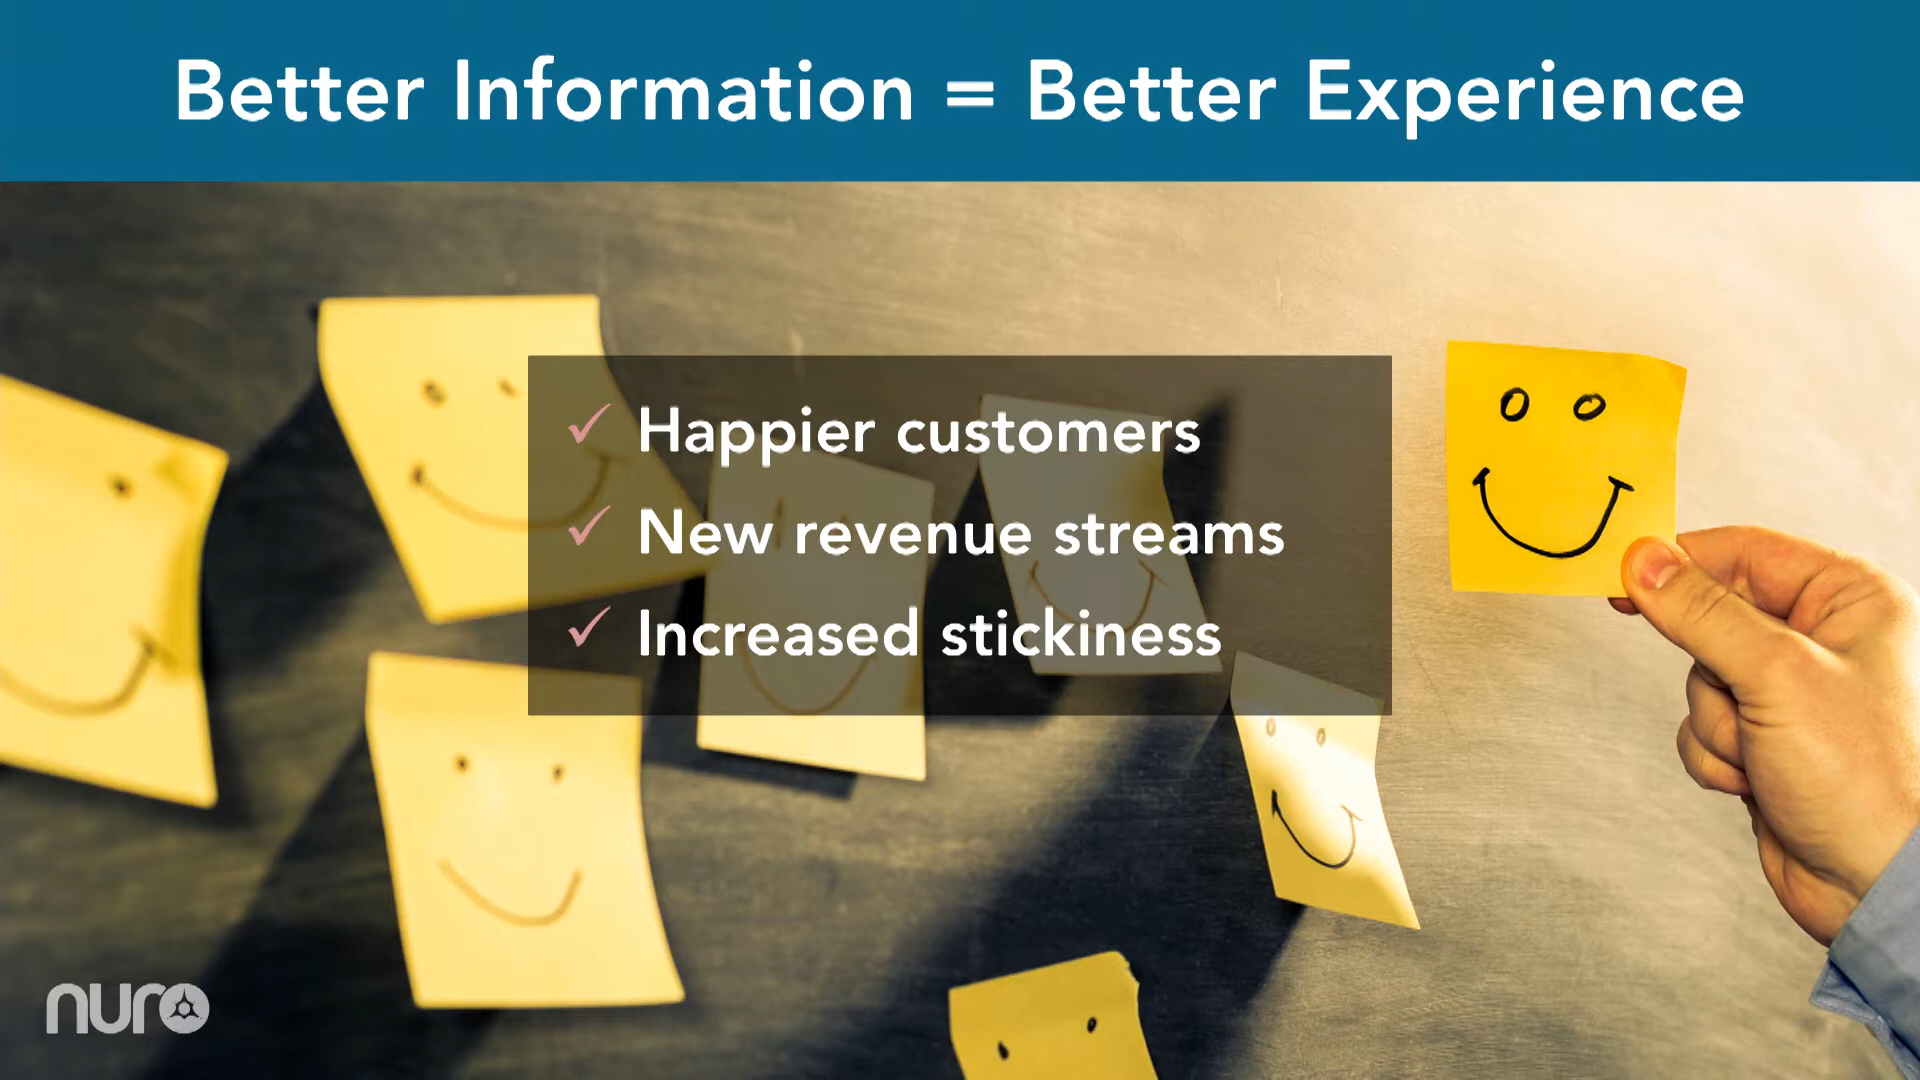 Better Information = Better Experience
✓ Happier customers
✓ New revenue streams
✓ Increased stickiness
nuro